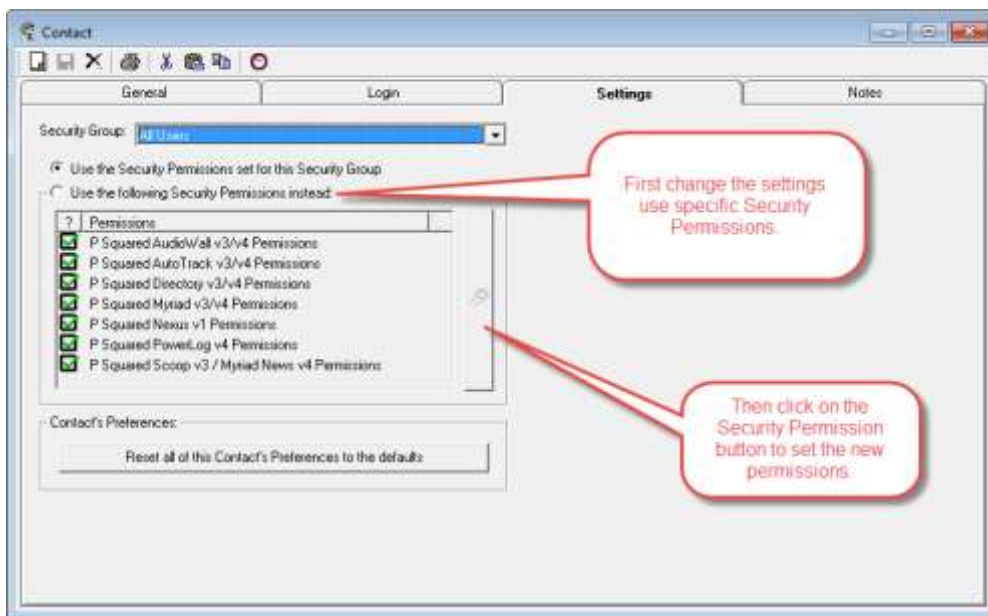 Contact
General Login Settings Notes
Security Group: All Users
Use the Security Permissions set for this Security Group
Use the following Security Permissions instead:
? Permissions
P Squared AudioWall v3/v4 Permissions
P Squared AutoTrack v3/v4 Permissions
P Squared Directory v3/v4 Permissions
P Squared Myriad v3/v4 Permissions
P Squared Nexus v1 Permissions
P Squared PowerLog v4 Permissions
P Squared Scoop v3 / Myriad News v4 Permissions
First change the settings
use specific Security
Permissions.
Then click on the
Security Permission
button to set the new
permissions.
Contact's Preferences:
Reset all of this Contact's Preferences to the defaults